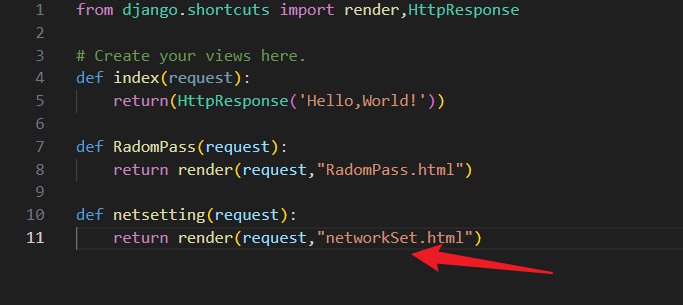 1 from django.shortcuts import render,HttpResponse
2
3 # Create your views here.
4 def index(request):
5     return(HttpResponse('Hello,World!'))
6
7 def RadomPass(request):
8     return render(request,"RadomPass.html")
9
10 def netsetting(request):
11     return render(request,"networkSet.html")